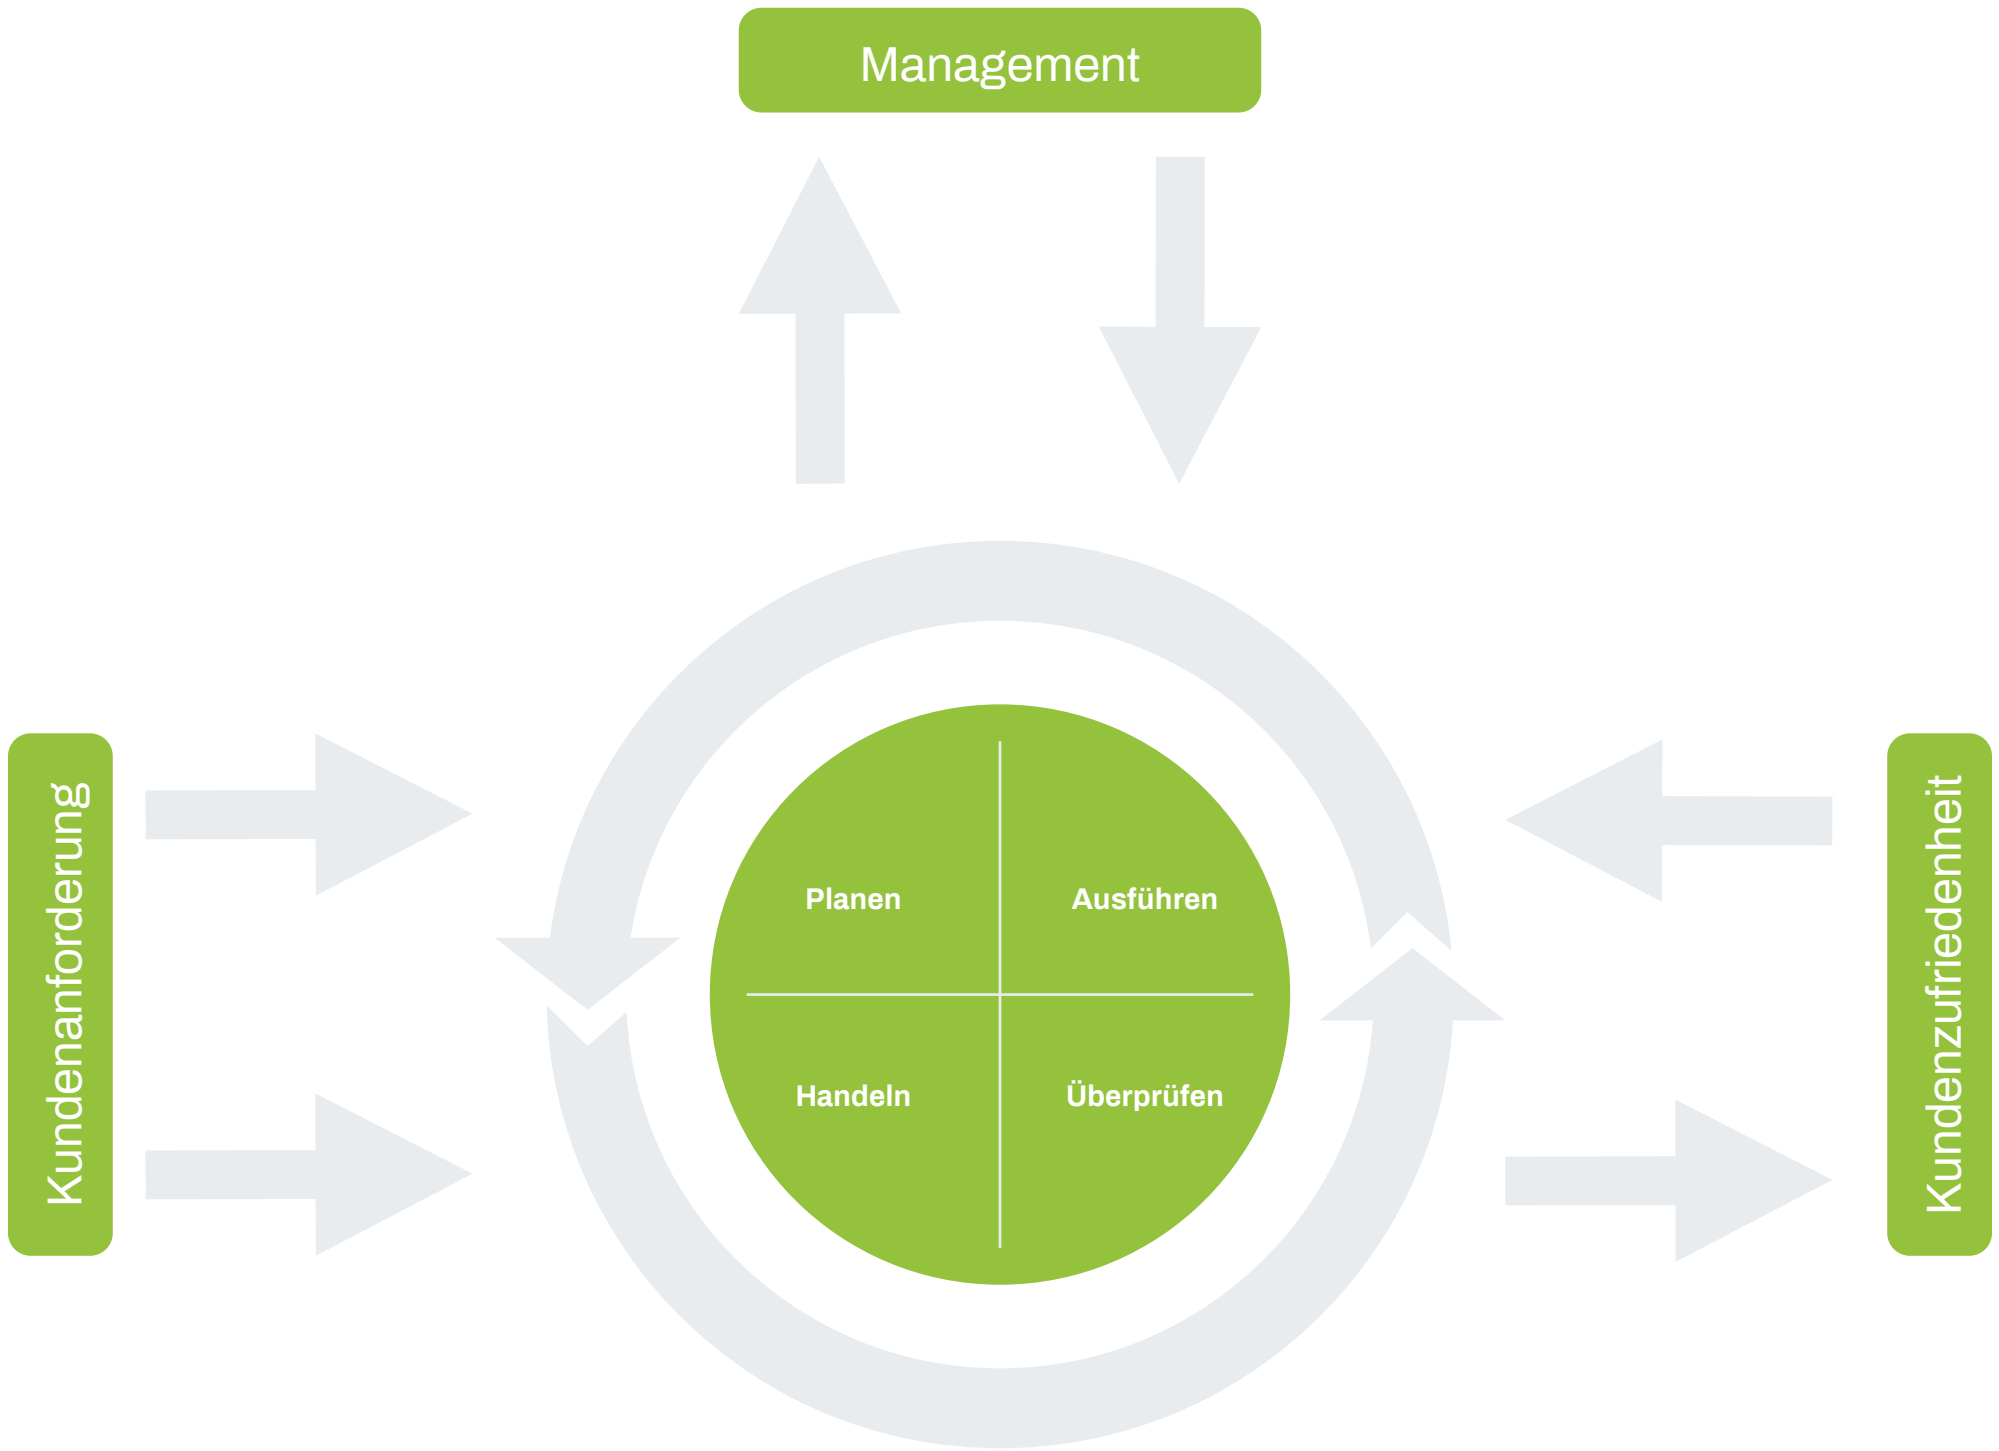 Management
Kundenanforderung
Planen
Ausführen
Handeln
Überprüfen
Kundenzufriedenheit